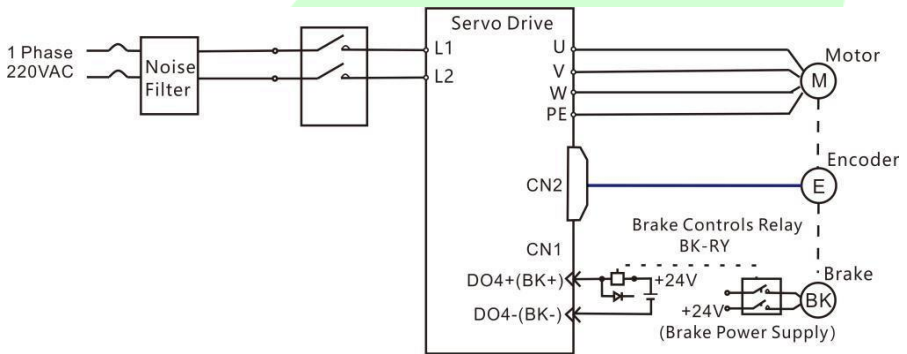 Servo Drive
1 Phase
220VAC
Noise
Filter
L1
L2
U
V
W
PE
Motor
M
CN2
Encoder
E
CN1
Brake Controls Relay
BK-RY
DO4+(BK+)
+24V
DO4-(BK-)
+24V
(Brake Power Supply)
Brake
BK